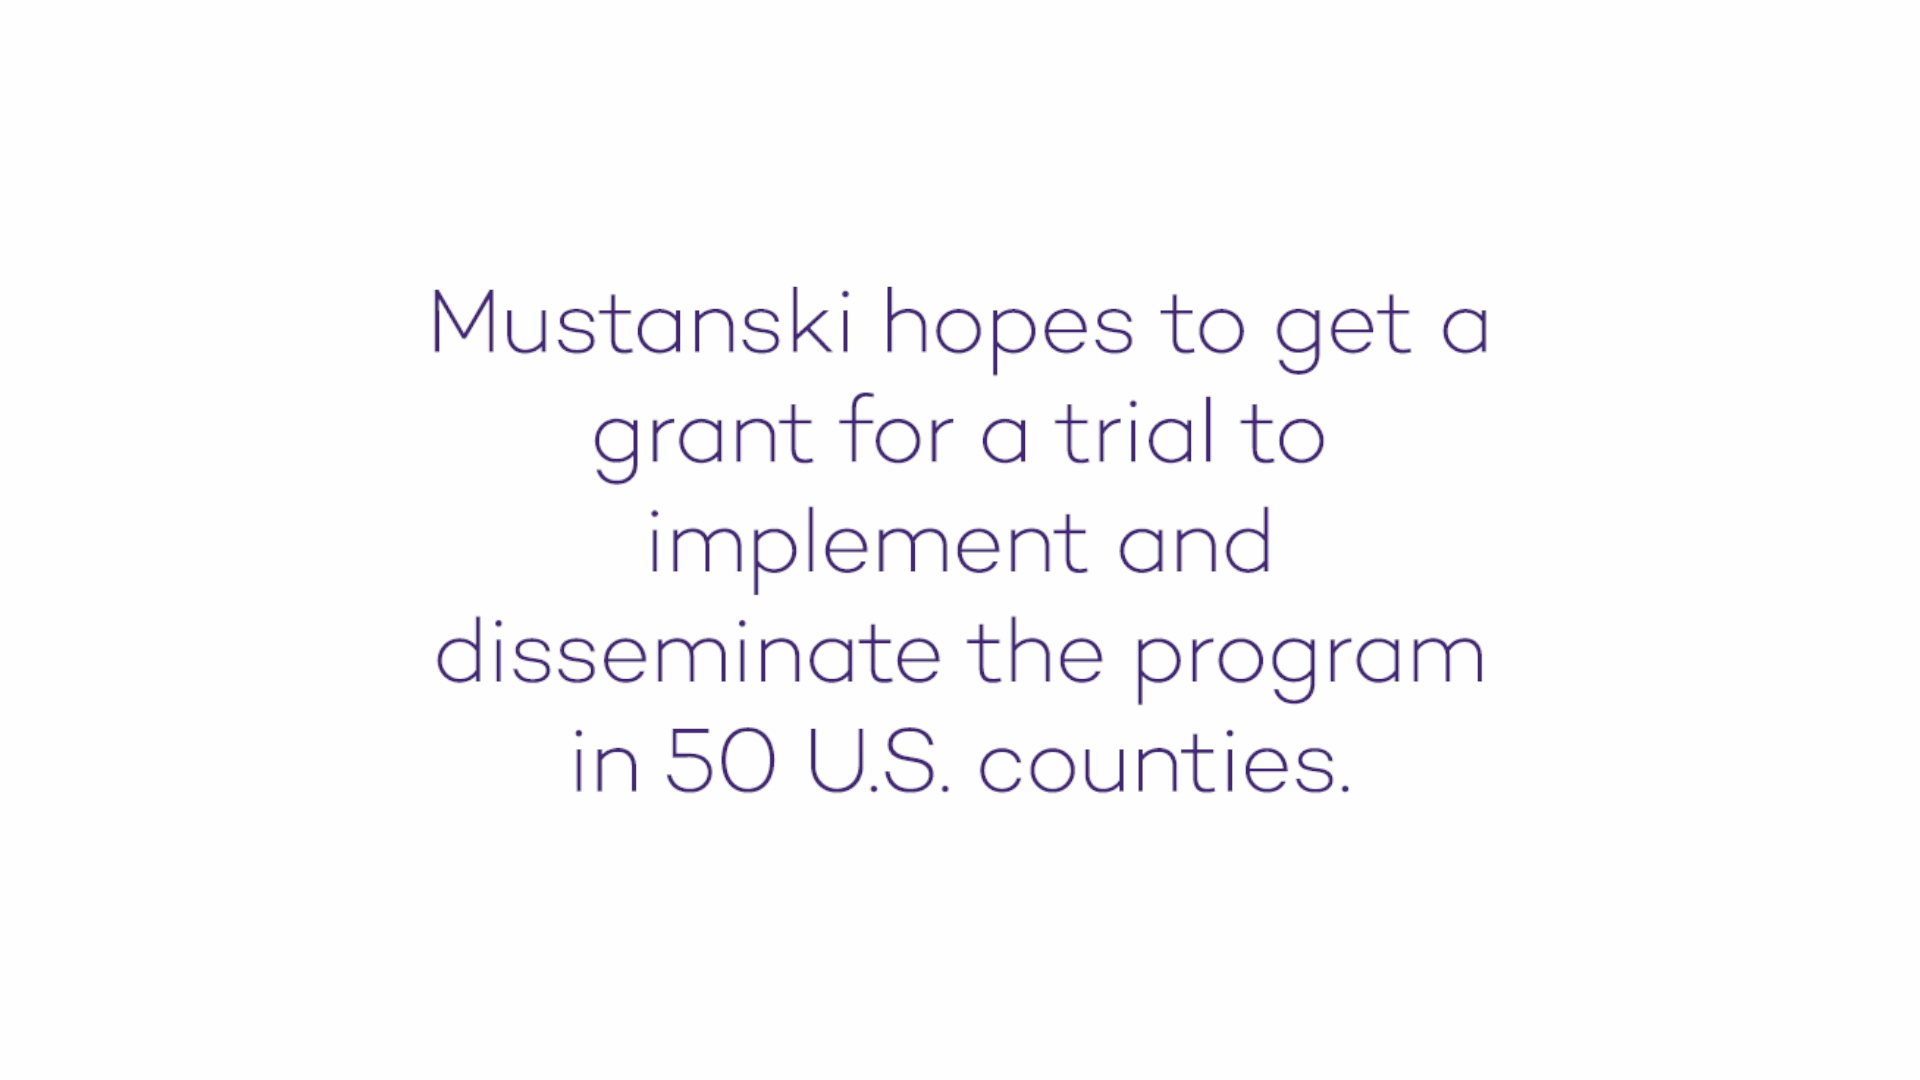 Mustanski hopes to get a
grant for a trial to
implement and
disseminate the program
in 50 U.S. counties.